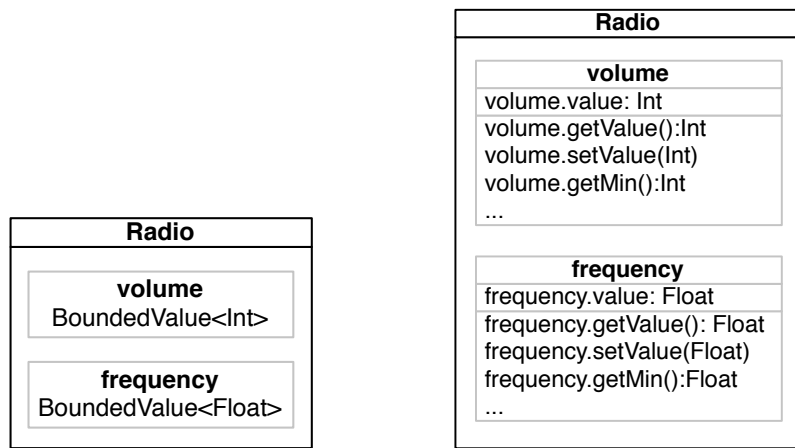 Radio
volume
BoundedValue<Int>
frequency
BoundedValue<Float>
Radio
volume
volume.value: Int
volume.getValue():Int
volume.setValue(Int)
volume.getMin():Int
...
frequency
frequency.value: Float
frequency.getValue(): Float
frequency.setValue(Float)
frequency.getMin():Float
...